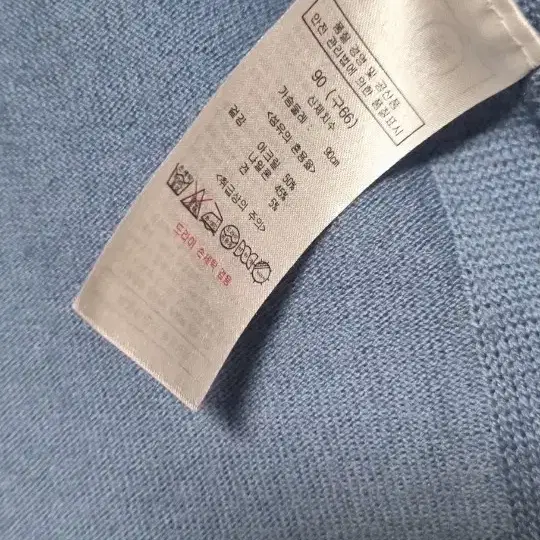 품질 경영 및 공산품
안전 관리법에 의한 품질표시
90 (구66)
신체치수
가슴둘레 : 90cm
<섬유의 혼용율>
겉감
아크릴 50%
나일론 45%
모 5%
<취급상의 주의>
드라이 손세탁 겸용